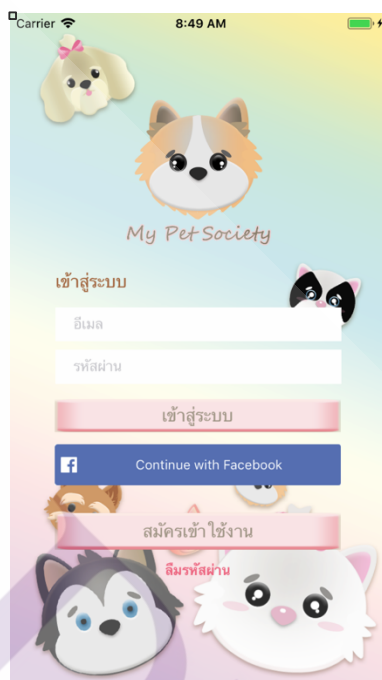 Carrier 8:49 AM
My Pet Society
เข้าสู่ระบบ
อีเมล
รหัสผ่าน
เข้าสู่ระบบ
Continue with Facebook
สมัครเข้าใช้งาน
ลืมรหัสผ่าน